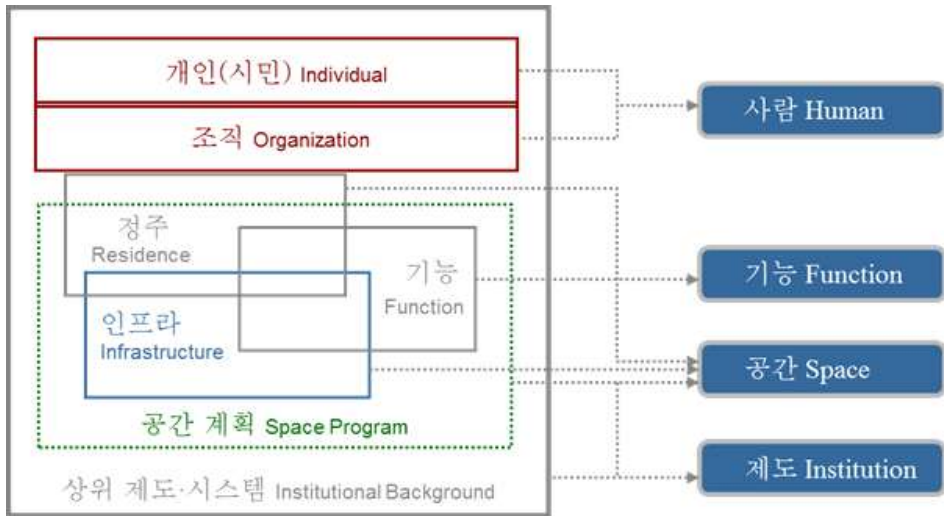 개인(시민) Individual
조직 Organization
정주
Residence
기능
Function
인프라
Infrastructure
공간 계획 Space Program
상위 제도·시스템 Institutional Background
사람 Human
기능 Function
공간 Space
제도 Institution